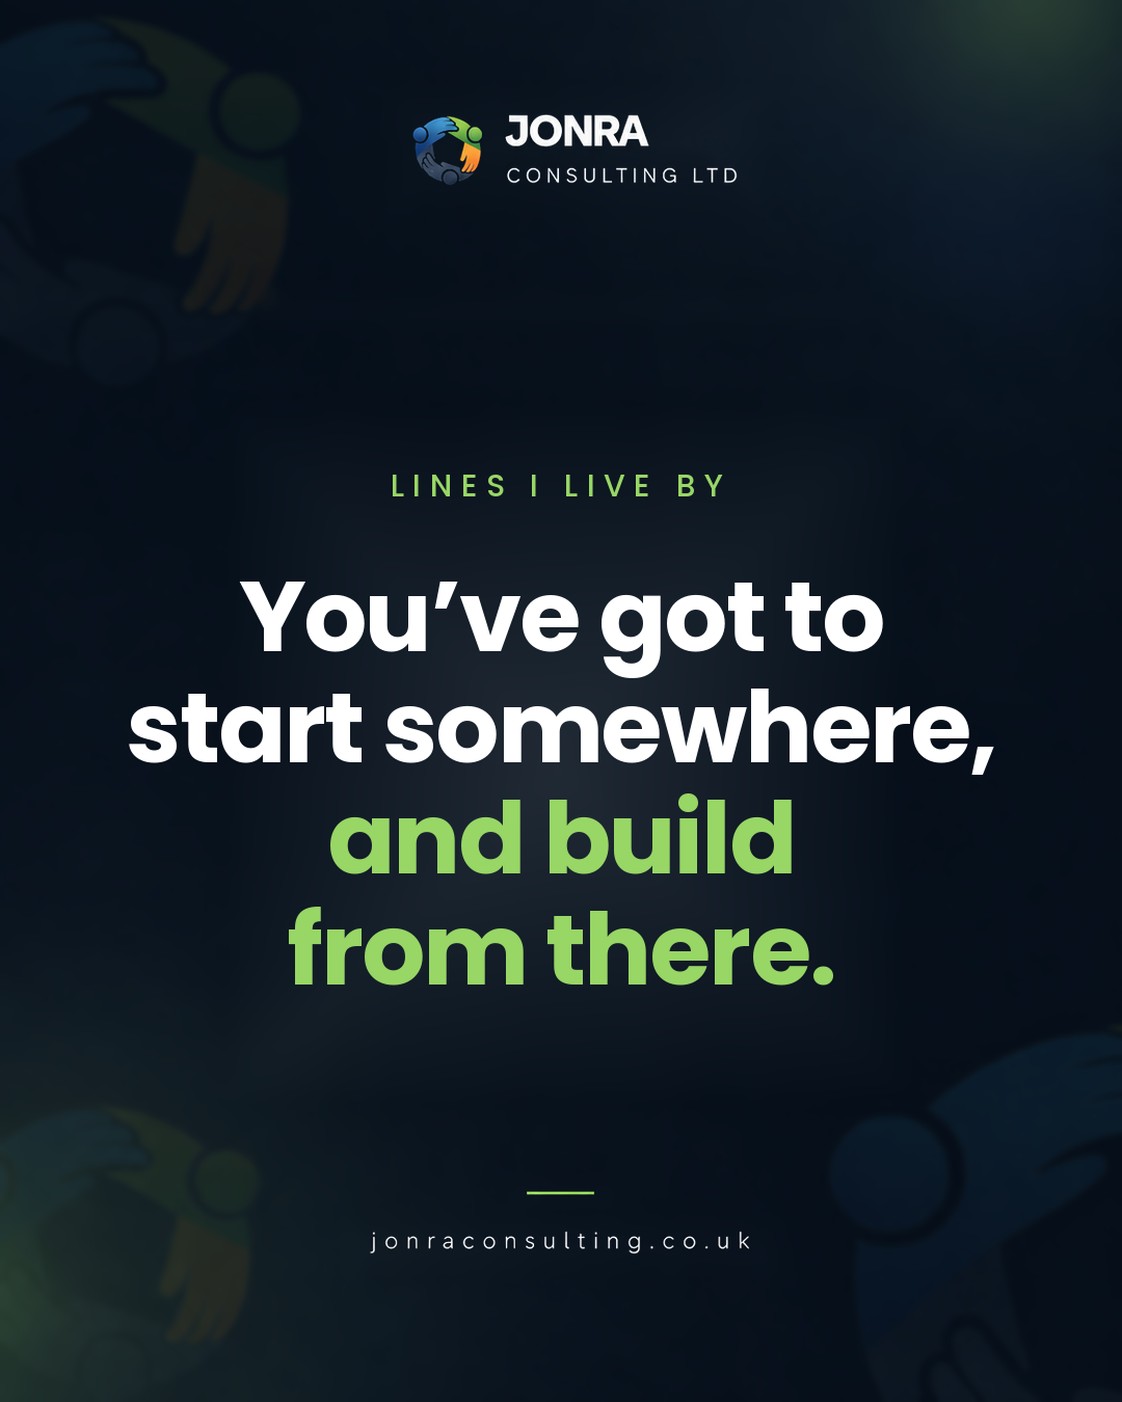 JONRA
CONSULTING LTD
LINES I LIVE BY
You’ve got to
start somewhere,
and build
from there.
jonraconsulting.co.uk